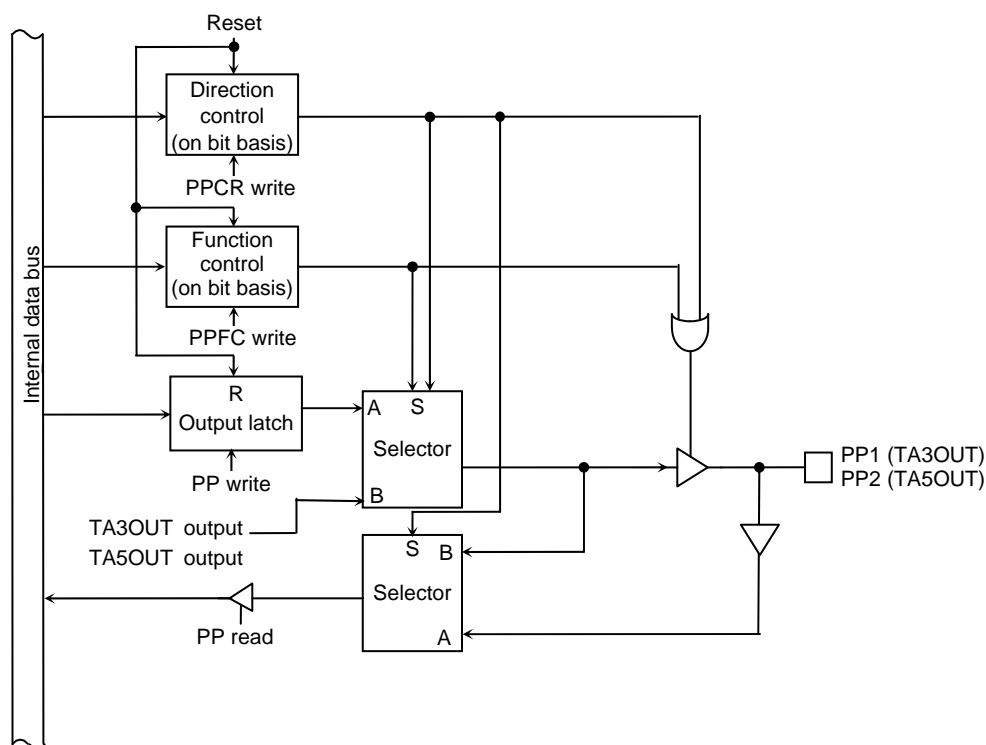 Reset
Direction
control
(on bit basis)
PPCR write
Function
control
(on bit basis)
PPFC write
Internal data bus
R
Output latch
PP write
A
S
Selector
B
TA3OUT output
TA5OUT output
S
B
Selector
A
PP read
PP1 (TA3OUT)
PP2 (TA5OUT)